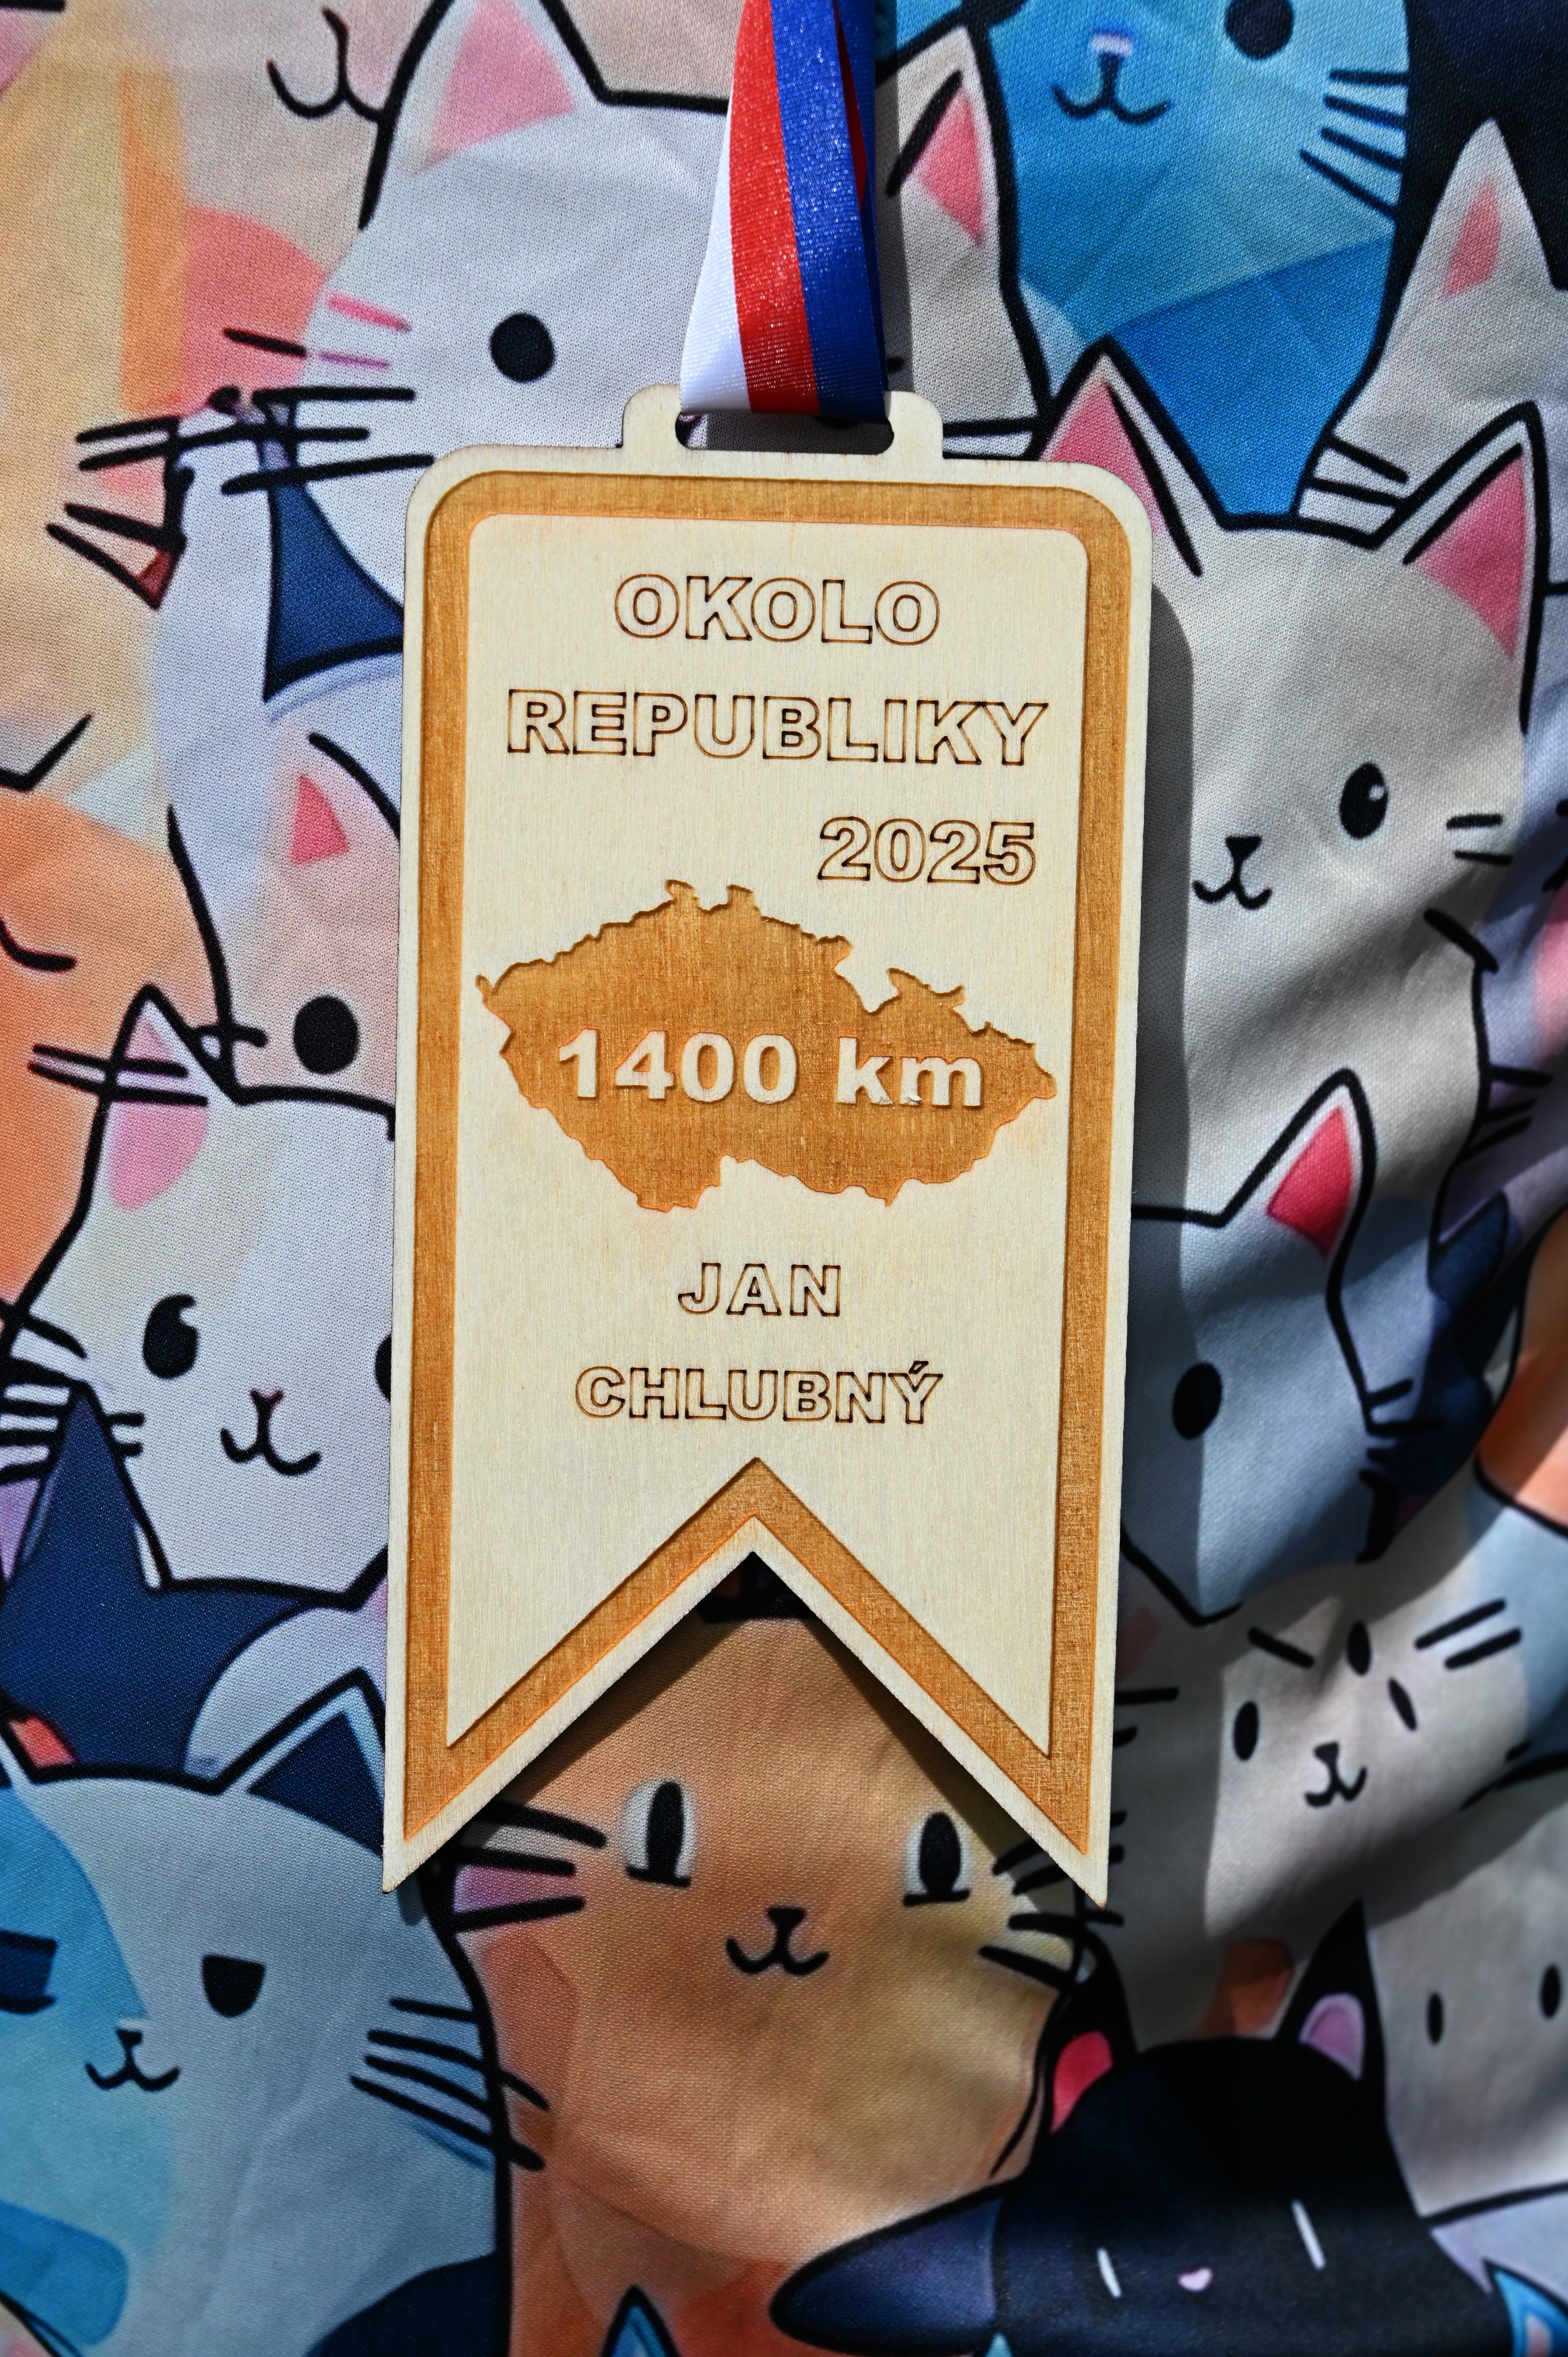 OKOLO
REPUBLIKY
2025
1400 km
JAN
CHLUBNÝ